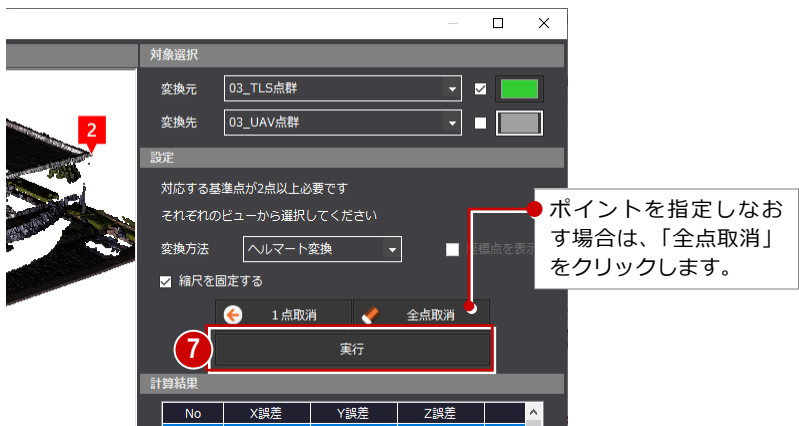 対象選択
変換元 03_TLS点群
変換先 03_UAV点群
2
設定
対応する基準点が2点以上必要です
それぞれのビューから選択してください
変換方法 ヘルマート変換
縮尺を固定する
1点取消 全点取消
ポイントを指定しなお
す場合は、「全点取消」
をクリックします。
7 実行
計算結果
No X誤差 Y誤差 Z誤差